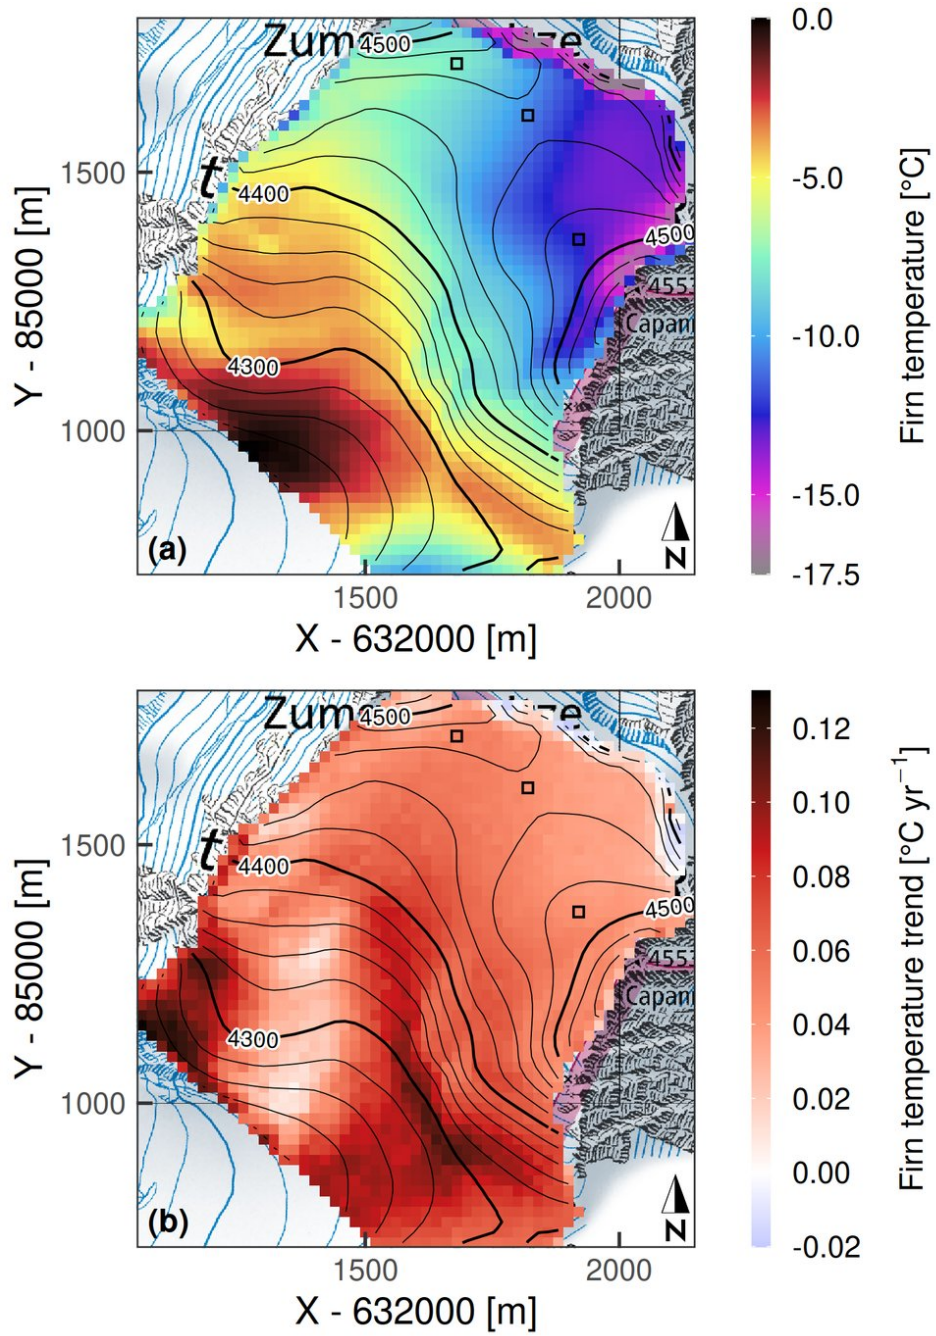 Zum ze
4500
t
4400
4500
455
Capan
4300
(a)
N
1500
1000
Y - 85000 [m]
1500 2000
X - 632000 [m]
0.0
-5.0
-10.0
-15.0
-17.5
Firn temperature [°C]
Zum ze
4500
t
4400
4500
455
Capan
4300
(b)
N
1500
1000
Y - 85000 [m]
1500 2000
X - 632000 [m]
0.12
0.10
0.08
0.06
0.04
0.02
0.00
-0.02
Firn temperature trend [°C yr⁻¹]